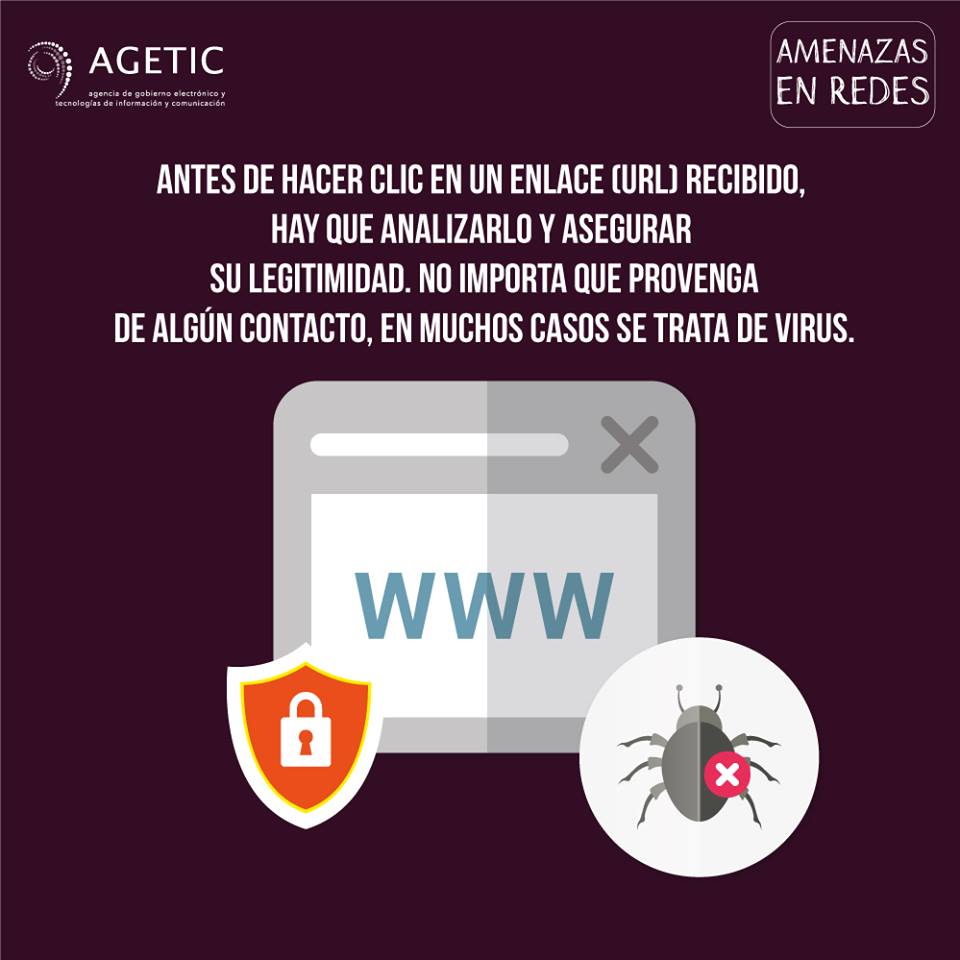 AGETIC
agencia de gobierno electrónico y
tecnologías de información y comunicación
AMENAZAS
EN REDES
ANTES DE HACER CLIC EN UN ENLACE (URL) RECIBIDO,
HAY QUE ANALIZARLO Y ASEGURAR
SU LEGITIMIDAD. NO IMPORTA QUE PROVENGA
DE ALGÚN CONTACTO, EN MUCHOS CASOS SE TRATA DE VIRUS.
WWW